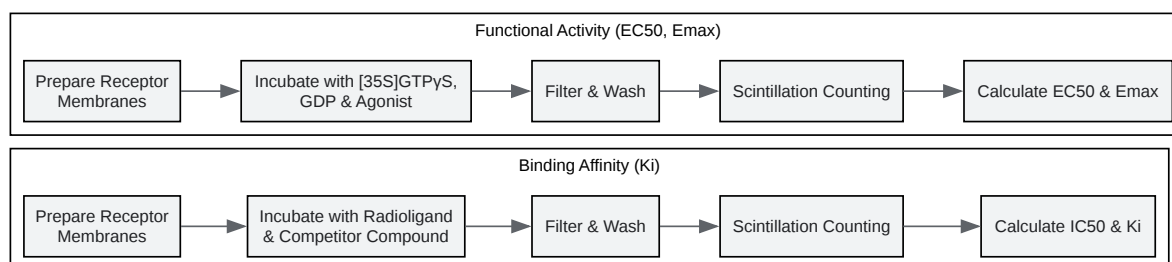 Functional Activity (EC50, Emax)
Prepare Receptor
Membranes
Incubate with [35S]GTPγS,
GDP & Agonist
Filter & Wash
Scintillation Counting
Calculate EC50 & Emax
Binding Affinity (Ki)
Prepare Receptor
Membranes
Incubate with Radioligand
& Competitor Compound
Filter & Wash
Scintillation Counting
Calculate IC50 & Ki